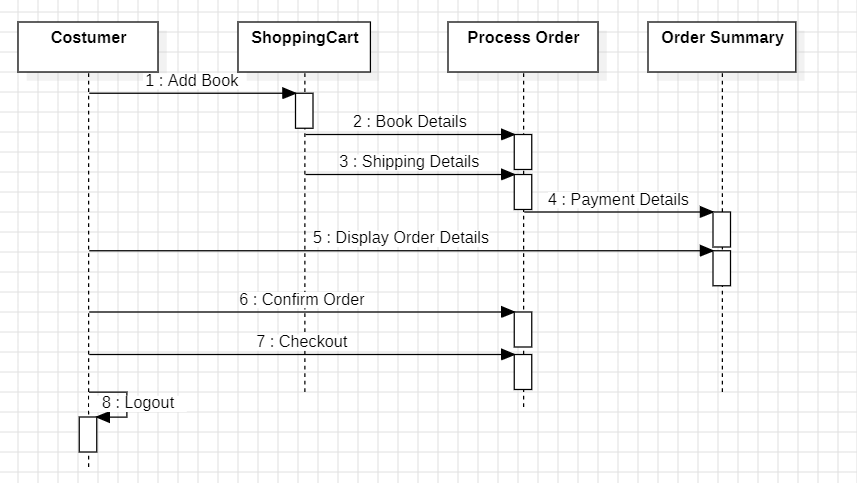 Costumer
ShoppingCart
Process Order
Order Summary
1 : Add Book
2 : Book Details
3 : Shipping Details
4 : Payment Details
5 : Display Order Details
6 : Confirm Order
7 : Checkout
8 : Logout